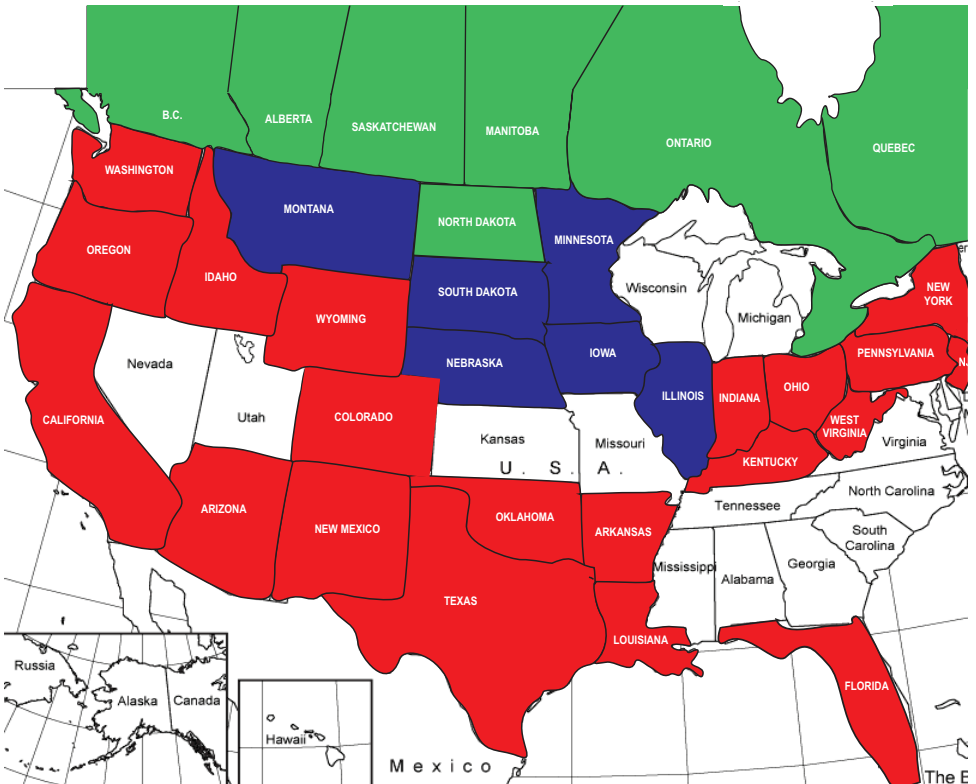 B.C.
ALBERTA
SASKATCHEWAN
MANITOBA
ONTARIO
QUEBEC
WASHINGTON
MONTANA
NORTH DAKOTA
MINNESOTA
OREGON
IDAHO
SOUTH DAKOTA
Wisconsin
NEW
YORK
WYOMING
Michigan
NEBRASKA
IOWA
PENNSYLVANIA
Nevada
ILLINOIS
INDIANA
OHIO
N.
CALIFORNIA
Utah
COLORADO
Kansas
Missouri
WEST
VIRGINIA
Virginia
KENTUCKY
U. S. A.
ARIZONA
NEW MEXICO
OKLAHOMA
ARKANSAS
Tennessee
North Carolina
South
Carolina
Mississippi
Alabama
Georgia
TEXAS
LOUISIANA
FLORIDA
Russia
Alaska
Canada
Hawaii
Mexico
The